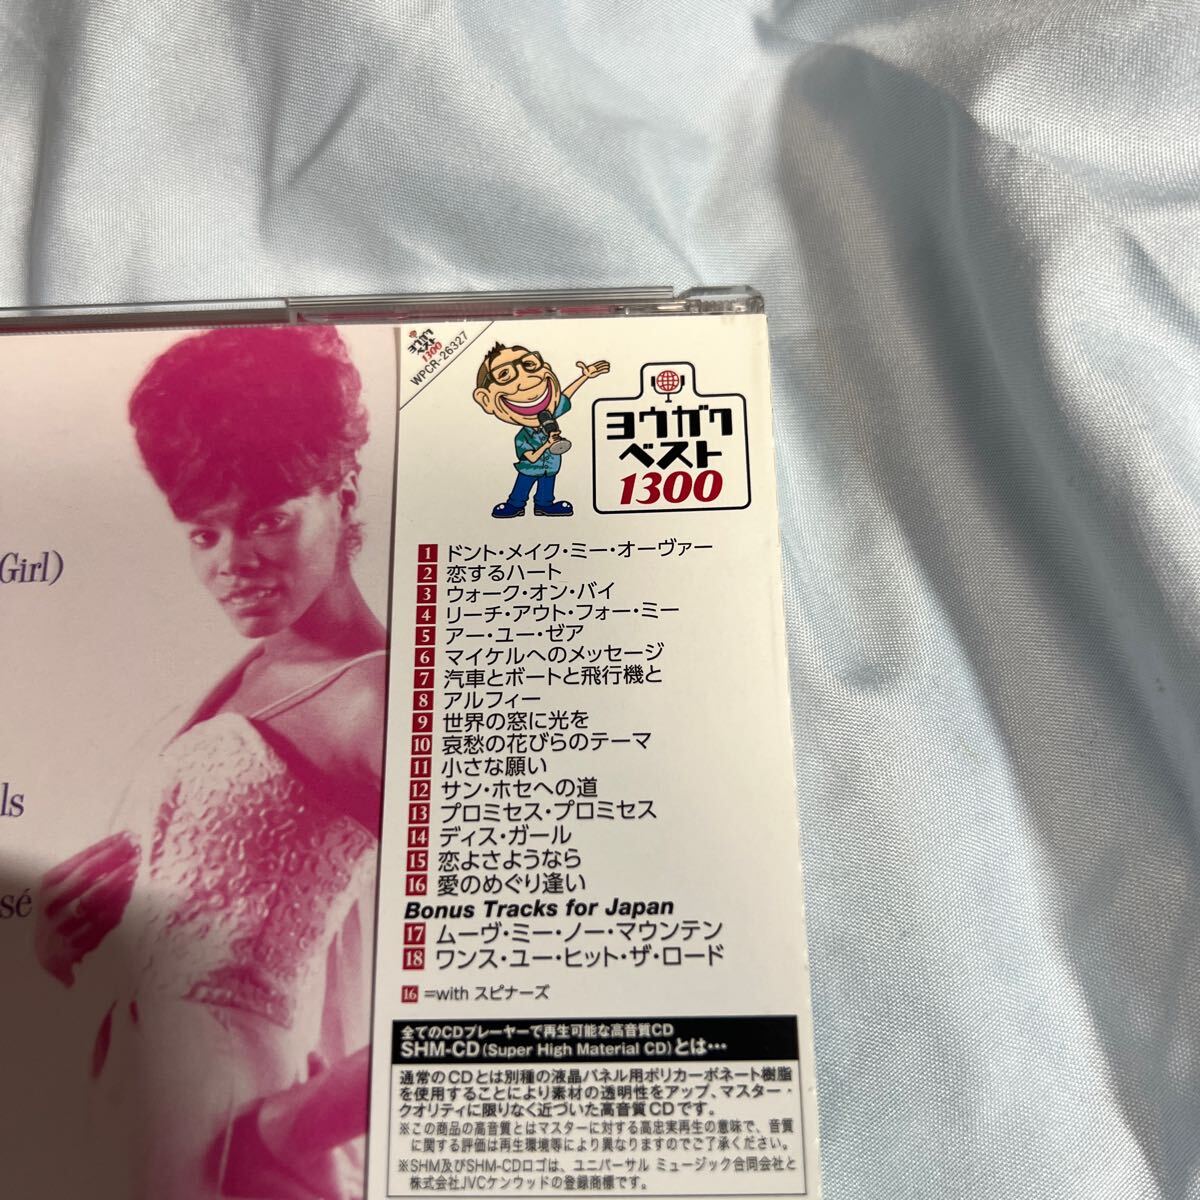 Girl)
ls
sé
ヨウガク
ベスト
1300
WPCR-26327
ヨウガク
ベスト
1300
1 ドント・メイク・ミー・オーヴァー
2 恋するハート
3 ウォーク・オン・バイ
4 リーチ・アウト・フォー・ミー
5 アー・ユー・ゼア
6 マイケルへのメッセージ
7 汽車とボートと飛行機と
8 アルフィー
9 世界の窓に光を
10 哀愁の花びらのテーマ
11 小さな願い
12 サン・ホセへの道
13 プロミセス・プロミセス
14 ディス・ガール
15 恋よさようなら
16 愛のめぐり逢い
Bonus Tracks for Japan
17 ムーヴ・ミー・ノー・マウンテン
18 ワンス・ユー・ヒット・ザ・ロード
16 =with スピナーズ
全てのCDプレーヤーで再生可能な高音質CD
SHM-CD (Super High Material CD) とは…
通常のCDとは別種の液晶パネル用ポリカーボネート樹脂
を使用することにより素材の透明性をアップ、マスター・
クオリティに限りなく近づいた高音質CDです。
※この商品の高音質とはマスターに対する高忠実再生の意味で、音質
に関する評価は再生環境等により異なりますのでご了承ください。
※SHM及びSHM-CDロゴは、ユニバーサル ミュージック合同会社と
株式会社JVCケンウッドの登録商標です。